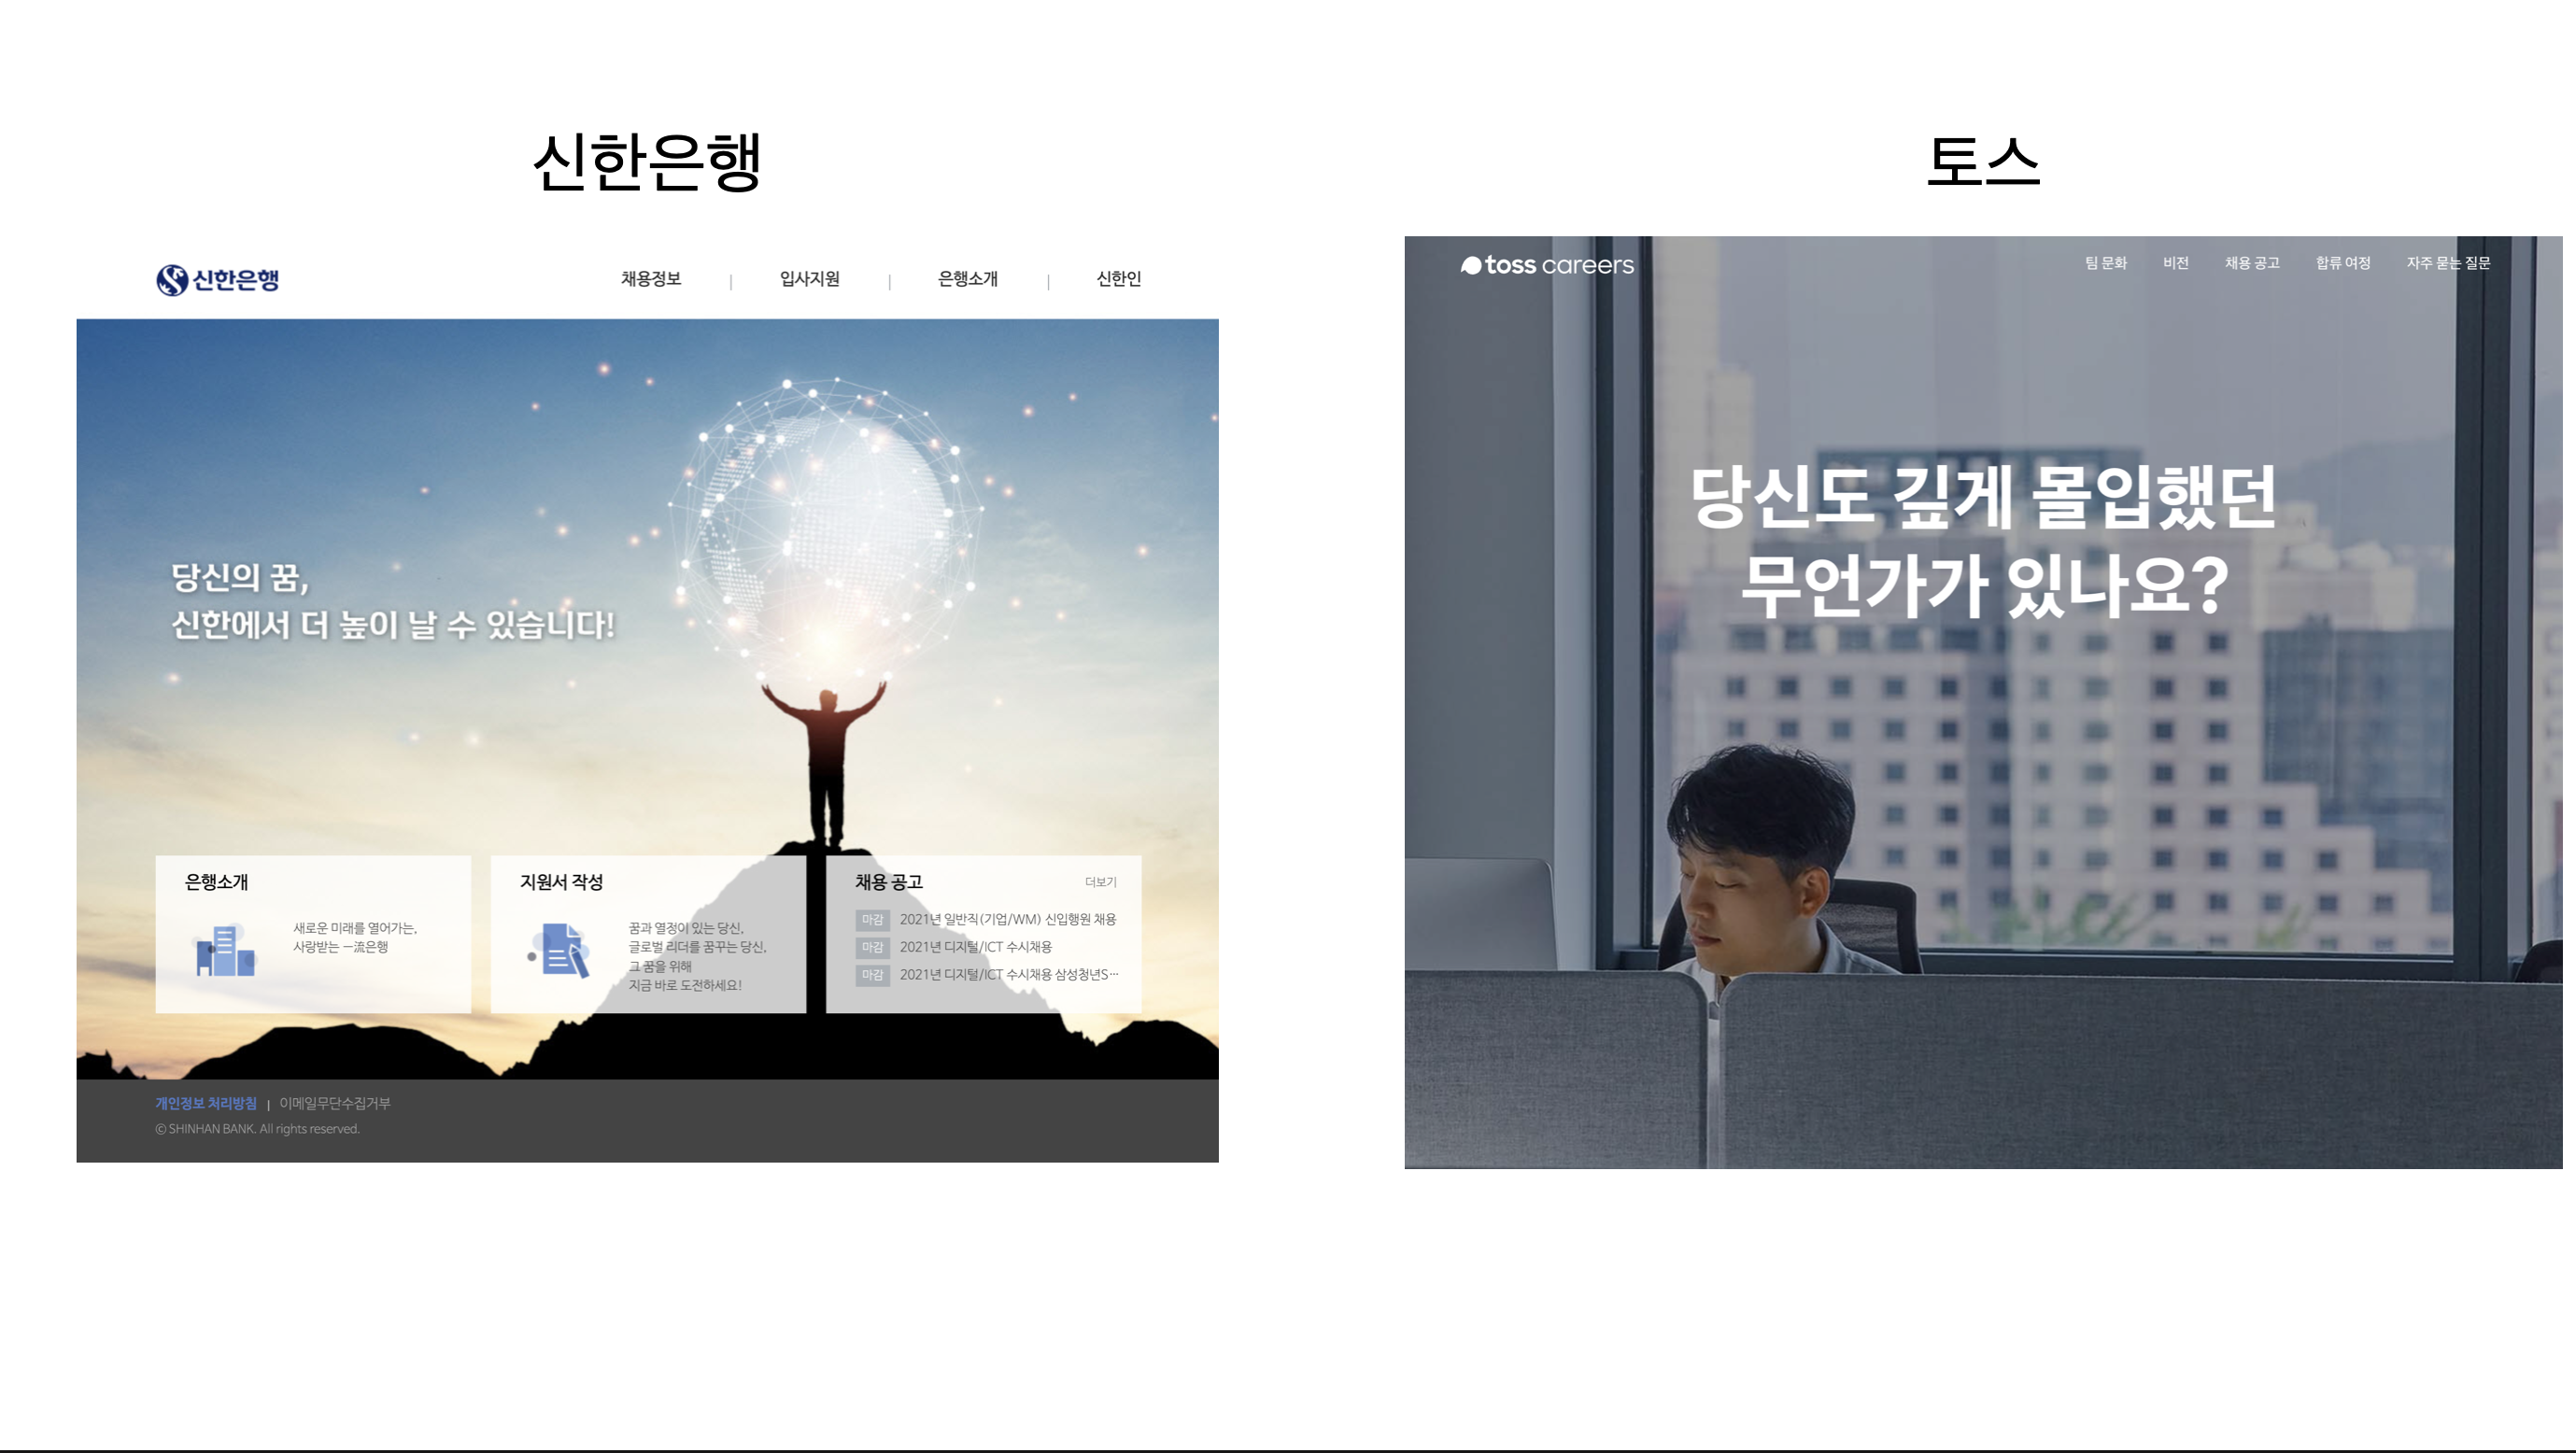 신한은행
토스
신한은행
채용정보 | 입사지원 | 은행소개 | 신한인
당신의 꿈,
신한에서 더 높이 날 수 있습니다!
은행소개
새로운 미래를 열어가는,
사랑받는 一流은행
지원서 작성
꿈과 열정이 있는 당신,
글로벌 리더를 꿈꾸는 당신,
그 꿈을 위해
지금 바로 도전하세요!
채용 공고 더보기
마감 2021년 일반직(기업/WM) 신입행원 채용
마감 2021년 디지털/ICT 수시채용
마감 2021년 디지털/ICT 수시채용 삼성청년S…
개인정보 처리방침 | 이메일무단수집거부
© SHINHAN BANK. All rights reserved.
toss careers
팀 문화 비전 채용 공고 합류 여정 자주 묻는 질문
당신도 깊게 몰입했던
무언가가 있나요?